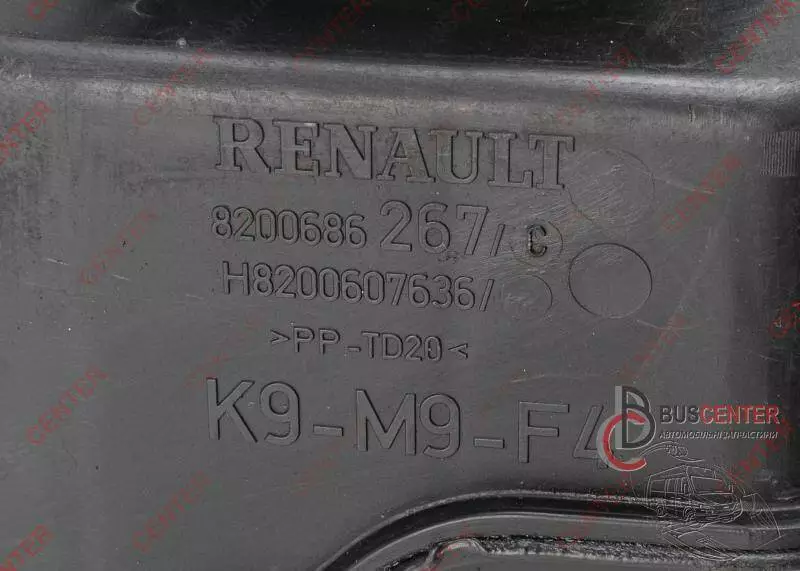 RENAULT
8200686 267/C
H8200607636/
>PP-TD20<
K9-M9-F4
BUSCENTER
АВТОМОБІЛЬНІ ЗАПЧАСТИНИ